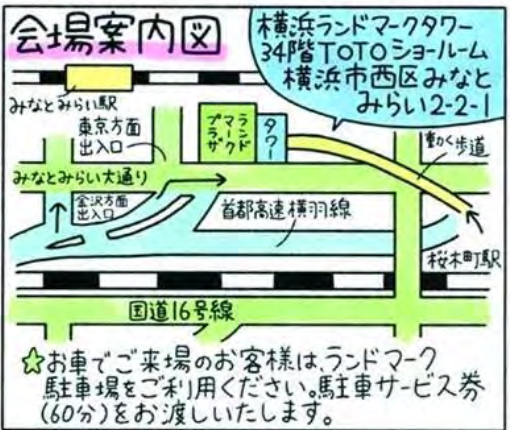 会場案内図
横浜ランドマークタワー
34階TOTOショールーム
横浜市西区みなと
みらい2-2-1
みなとみらい駅
東京方面
出入口
ランド
マーク
プラザ
タワー
動く歩道
みなとみらい大通り
金沢方面
出入口
首都高速横羽線
桜木町駅
国道16号線
☆お車でご来場のお客様は、ランドマーク
駐車場をご利用ください。駐車サービス券
(60分)をお渡しいたします。